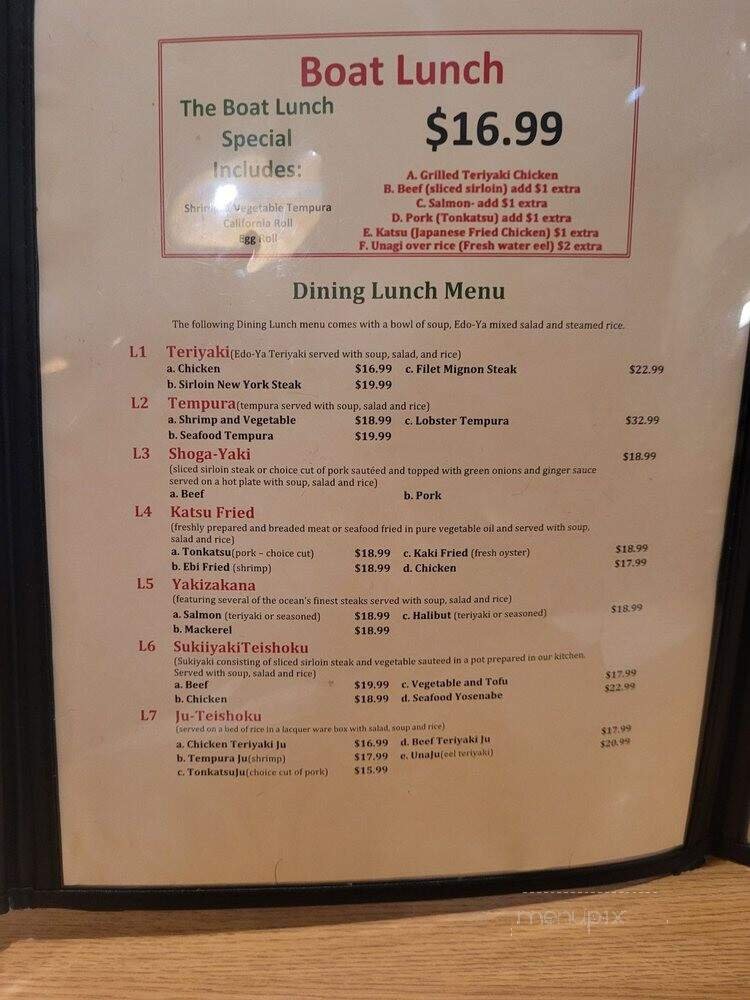 Boat Lunch
The Boat Lunch
Special
Includes:
$16.99
Vegetable Tempura
California Roll
Egg Roll
A. Grilled Teriyaki Chicken
B. Beef (sliced sirloin) add $1 extra
C. Salmon- add $1 extra
D. Pork (Tonkatsu) add $1 extra
E. Katsu (Japanese Fried Chicken) $1 extra
F. Unagi over rice (Fresh water eel) $2 extra
Dining Lunch Menu
The following Dining Lunch menu comes with a bowl of soup, Edo-Ya mixed salad and steamed rice.
L1 Teriyaki(Edo-Ya Teriyaki served with soup, salad, and rice)
a. Chicken $16.99 c. Filet Mignon Steak $22.99
b. Sirloin New York Steak $19.99
L2 Tempura(tempura served with soup, salad and rice)
a. Shrimp and Vegetable $18.99 c. Lobster Tempura $32.99
b. Seafood Tempura $19.99
L3 Shoga-Yaki $18.99
(sliced sirloin steak or choice cut of pork sautéed and topped with green onions and ginger sauce
served on a hot plate with soup, salad and rice)
a. Beef b. Pork
L4 Katsu Fried
(freshly prepared and breaded meat or seafood fried in pure vegetable oil and served with soup,
salad and rice)
a. Tonkatsu(pork – choice cut) $18.99 c. Kaki Fried (fresh oyster) $18.99
b. Ebi Fried (shrimp) $18.99 d. Chicken $17.99
L5 Yakizakana
(featuring several of the ocean's finest steaks served with soup, salad and rice)
a. Salmon (teriyaki or seasoned) $18.99 c. Halibut (teriyaki or seasoned) $18.99
b. Mackerel $18.99
L6 SukiiyakiTeishoku
(Sukiyaki consisting of sliced sirloin steak and vegetable sauteed in a pot prepared in our kitchen.
Served with soup, salad and rice)
a. Beef $19.99 c. Vegetable and Tofu $17.99
b. Chicken $18.99 d. Seafood Yosenabe $22.99
L7 Ju-Teishoku
(served on a bed of rice in a lacquer ware box with salad, soup and rice)
a. Chicken Teriyaki Ju $16.99 d. Beef Teriyaki Ju $17.99
b. Tempura Ju(shrimp) $17.99 e. UnaJu(eel teriyaki) $20.99
c. TonkatsuJu(choice cut of pork) $15.99
menupix